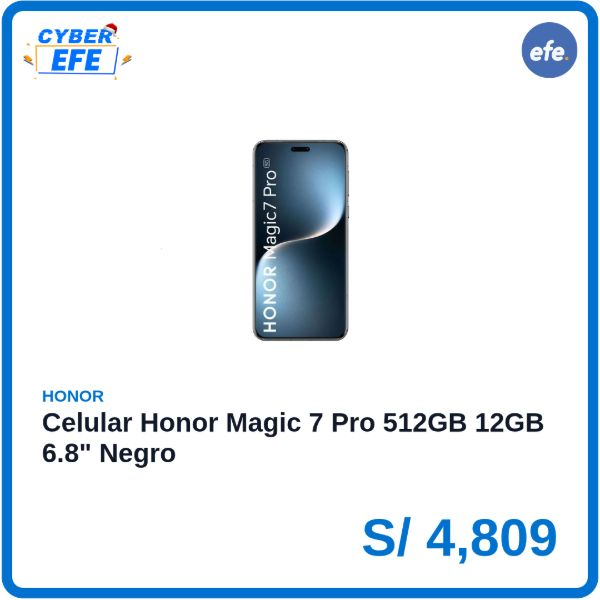 CYBER
EFE
efe.
HONOR Magic7 Pro
HONOR
Celular Honor Magic 7 Pro 512GB 12GB
6.8" Negro
S/ 4,809